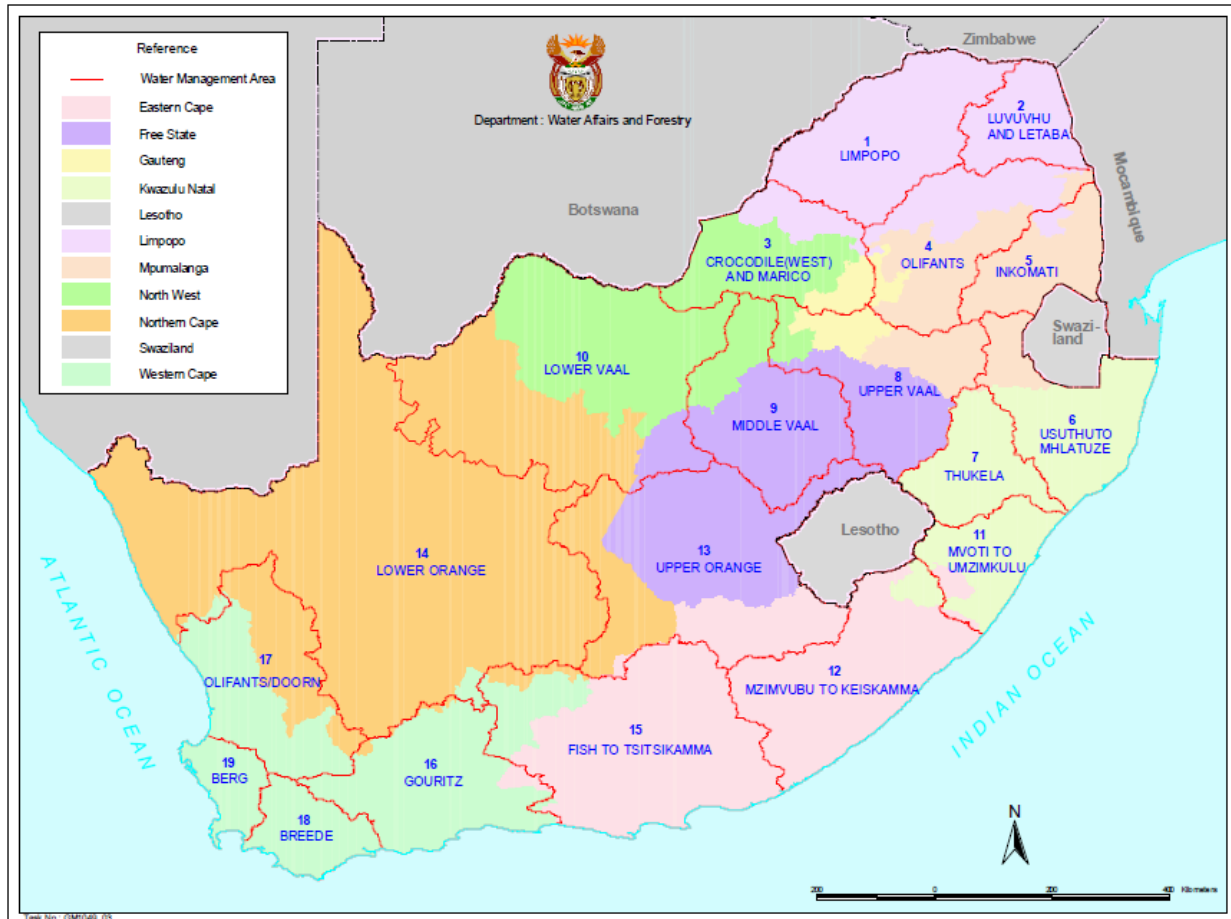 Reference
Water Management Area
Eastern Cape
Free State
Gauteng
Kwazulu Natal
Lesotho
Limpopo
Mpumalanga
North West
Northern Cape
Swaziland
Western Cape
Department : Water Affairs and Forestry
Zimbabwe
Botswana
Mocambique
1
LIMPOPO
2
LUVUVHU
AND LETABA
3
CROCODILE(WEST)
AND MARICO
4
OLIFANTS
5
INKOMATI
Swazi-
land
10
LOWER VAAL
8
UPPER VAAL
9
MIDDLE VAAL
6
USUTHUTO
MHLATUZE
7
THUKELA
Lesotho
11
MVOTI TO
UMZIMKULU
14
LOWER ORANGE
13
UPPER ORANGE
ATLANTIC OCEAN
17
OLIFANTS/DOORN
12
MZIMVUBU TO KEISKAMMA
INDIAN OCEAN
15
FISH TO TSITSIKAMMA
16
GOURITZ
19
BERG
18
BREEDE
N
200 0 200 400 Kilometers
Task No : GM1049_03